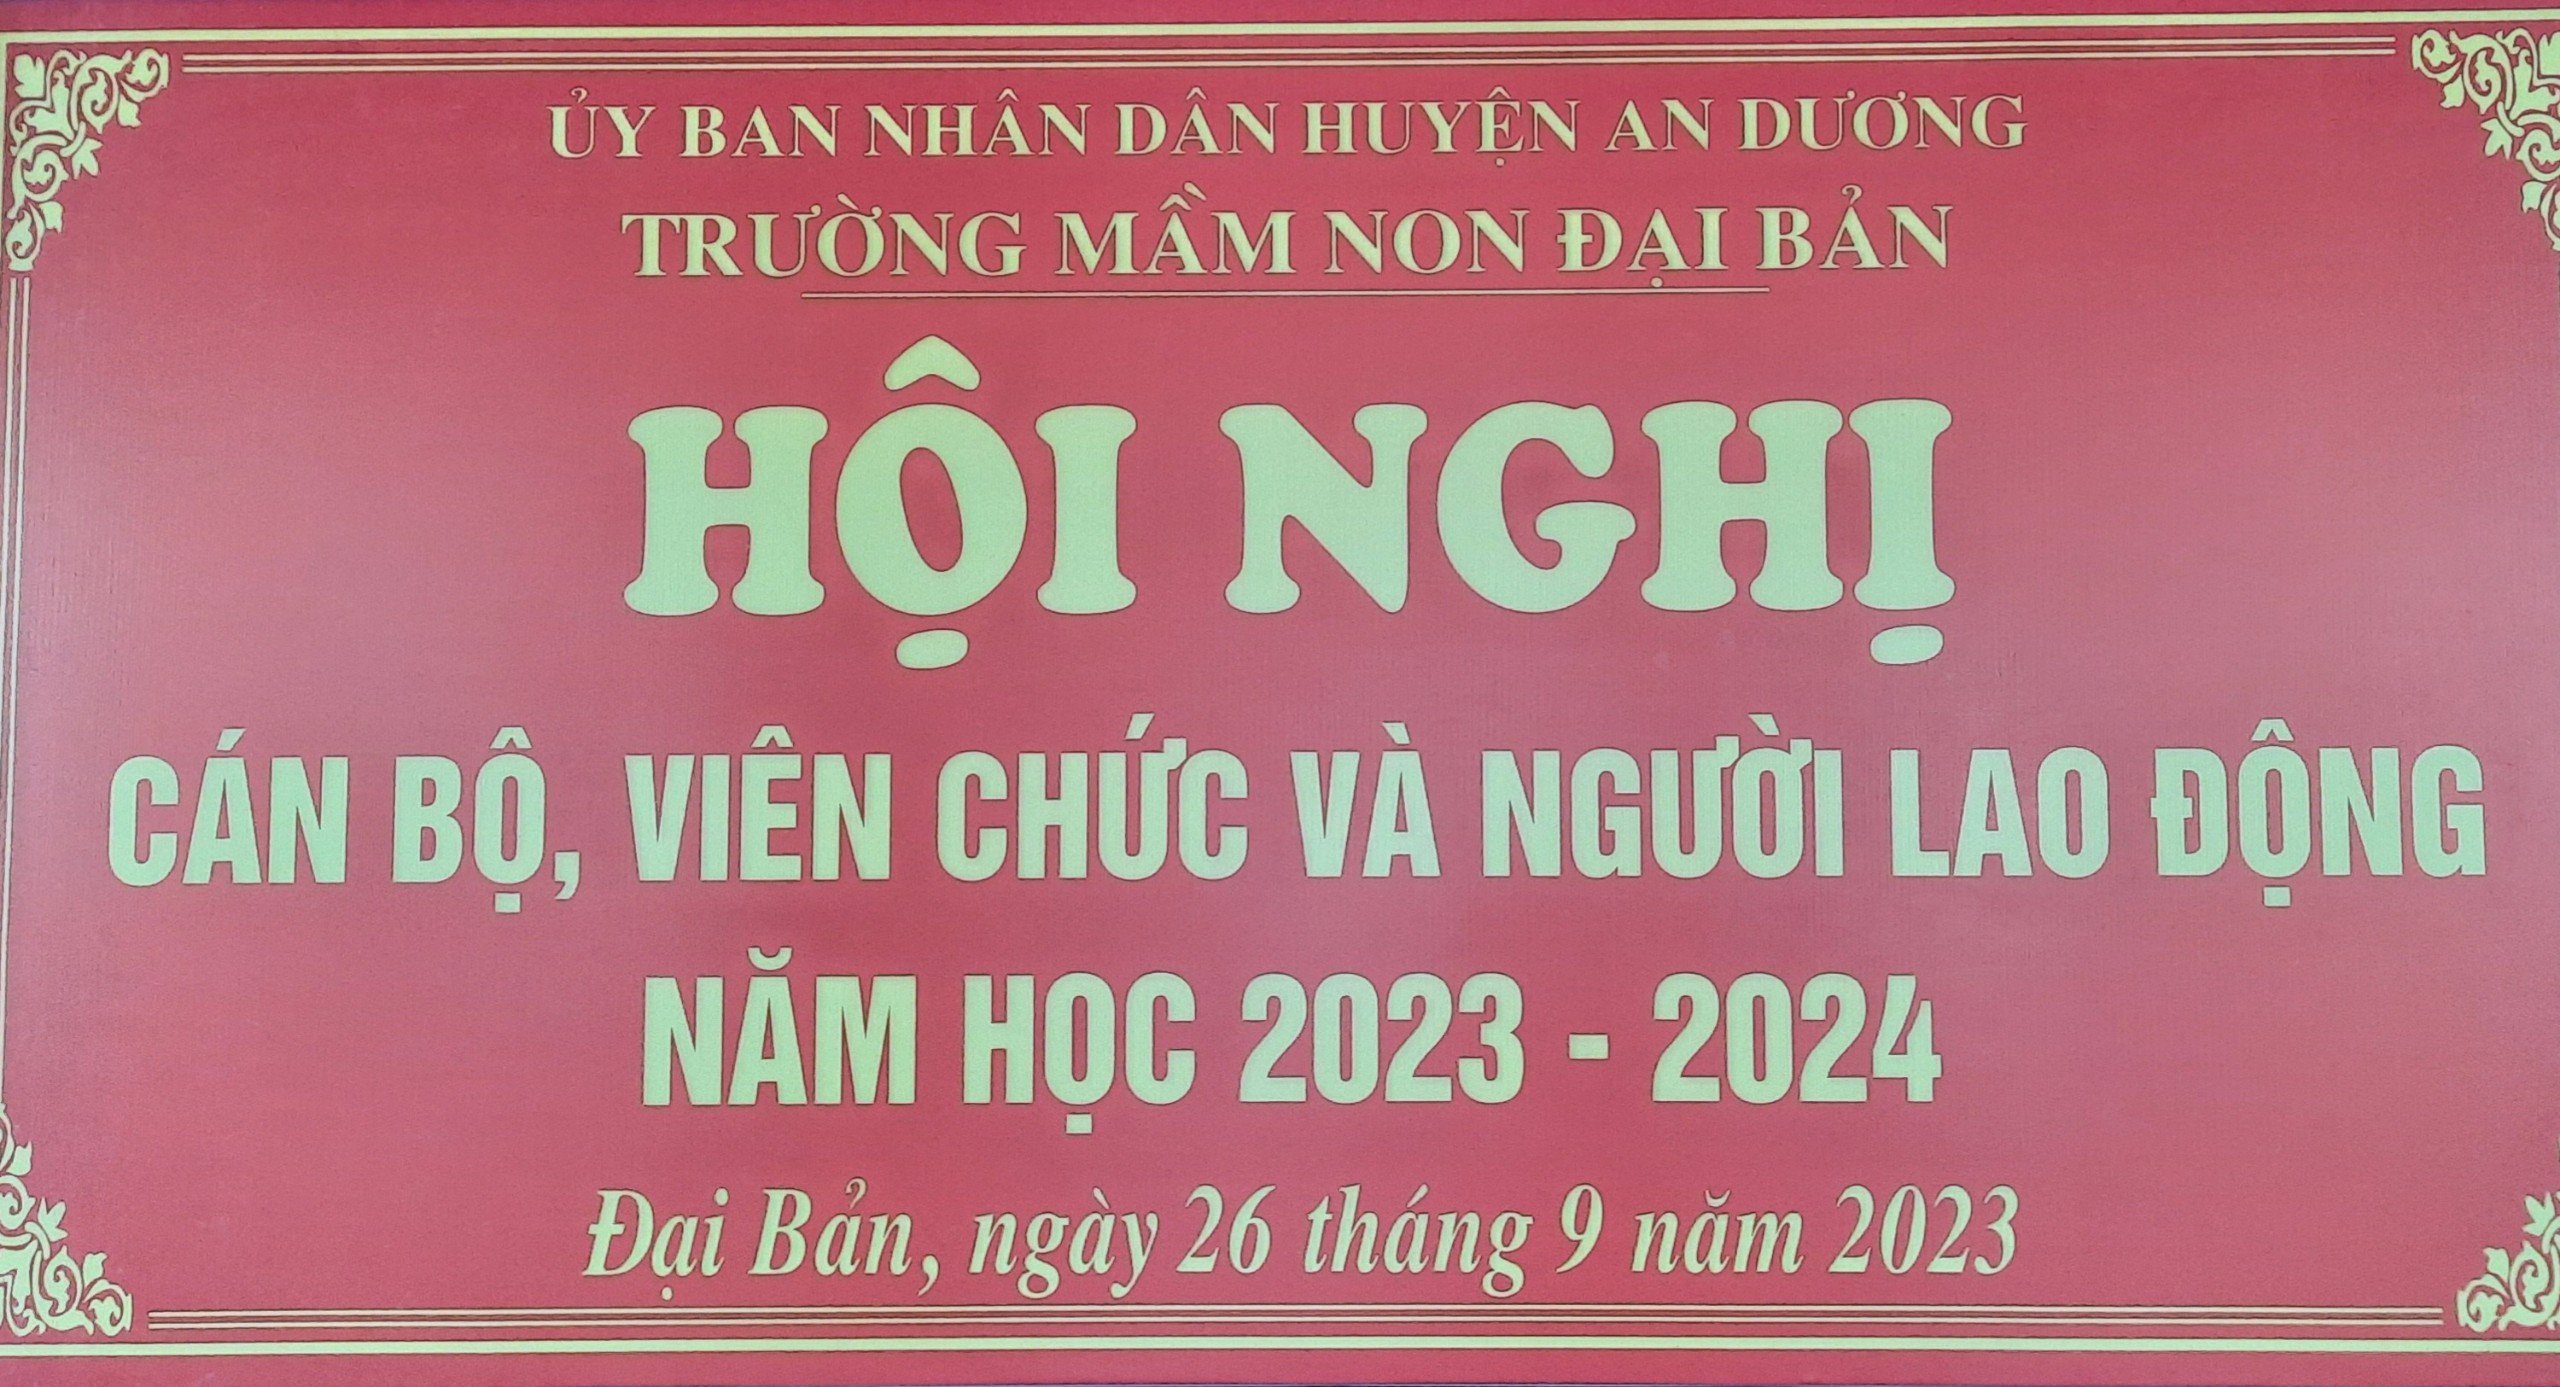 ỦY BAN NHÂN DÂN HUYỆN AN DƯƠNG
TRƯỜNG MẦM NON ĐẠI BẢN
HỘI NGHỊ
CÁN BỘ, VIÊN CHỨC VÀ NGƯỜI LAO ĐỘNG
NĂM HỌC 2023 - 2024
Đại Bản, ngày 26 tháng 9 năm 2023